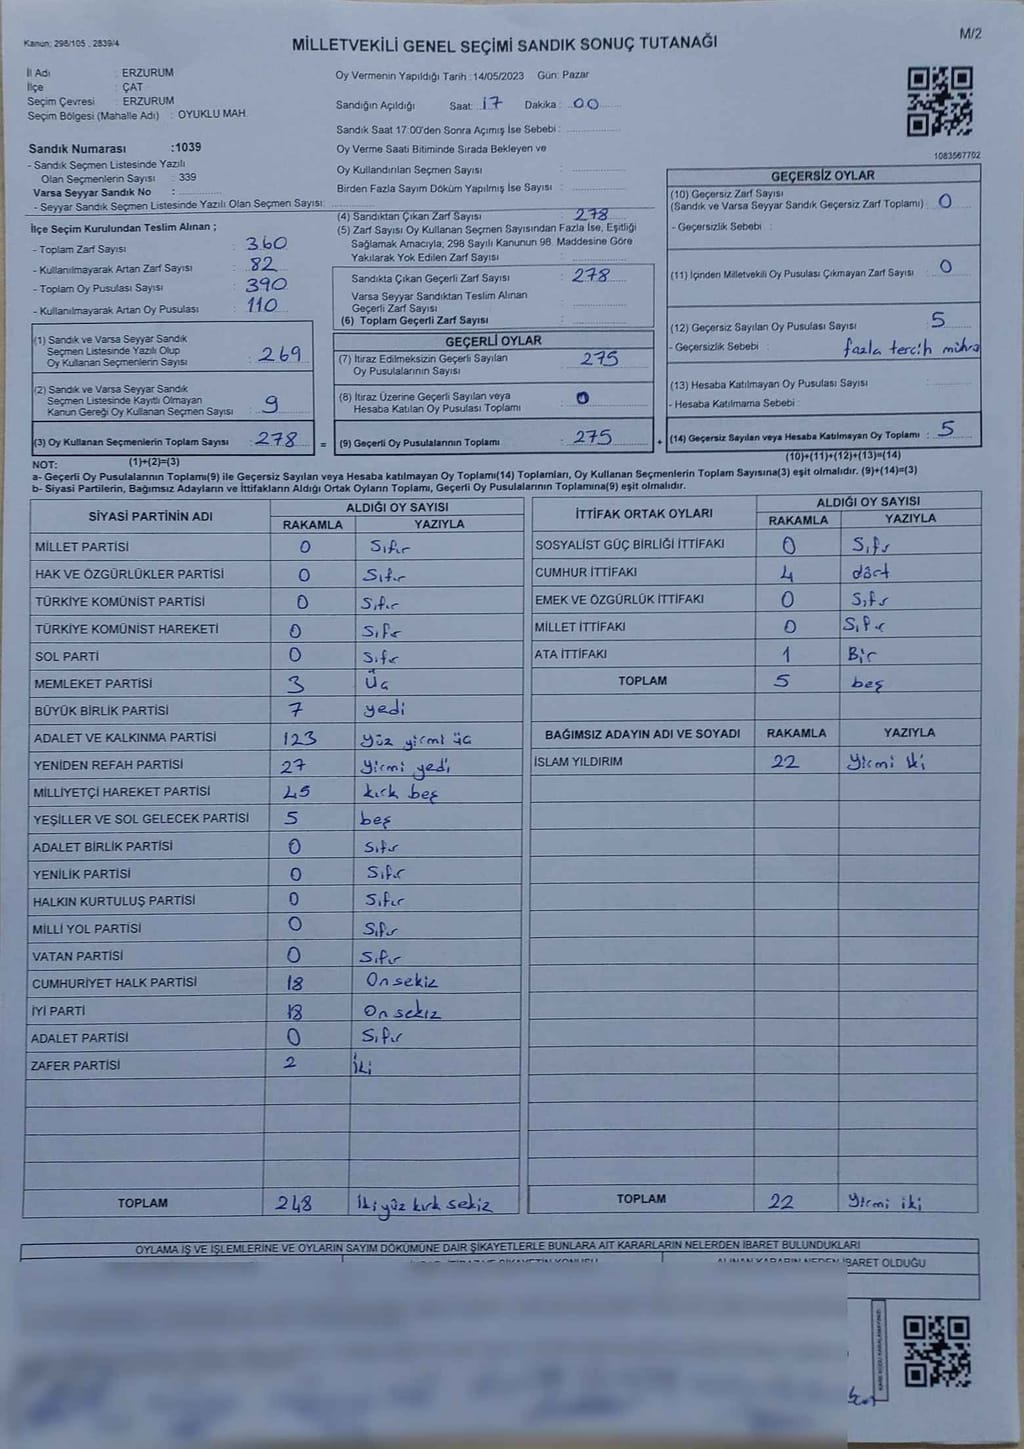 Kanun: 298/105 , 2839/4
M/2
MİLLETVEKİLİ GENEL SEÇİMİ SANDIK SONUÇ TUTANAĞI
İl Adı : ERZURUM
İlçe : ÇAT
Seçim Çevresi : ERZURUM
Seçim Bölgesi (Mahalle Adı) : OYUKLU MAH.
Sandık Numarası :1039
- Sandık Seçmen Listesinde Yazılı
Olan Seçmenlerin Sayısı : 339
Varsa Seyyar Sandık No :
- Seyyar Sandık Seçmen Listesinde Yazılı Olan Seçmen Sayısı:
Oy Vermenin Yapıldığı Tarih :14/05/2023 Gün: Pazar
Sandığın Açıldığı Saat: 17 Dakika : 00
Sandık Saat 17:00'den Sonra Açımış İse Sebebi :
Oy Verme Saati Bitiminde Sırada Bekleyen ve
Oy Kullandırılan Seçmen Sayısı :
Birden Fazla Sayım Döküm Yapılmış İse Sayısı :
1083567702
İlçe Seçim Kurulundan Teslim Alınan ;
- Toplam Zarf Sayısı : 360
- Kullanılmayarak Artan Zarf Sayısı : 82
- Toplam Oy Pusulası Sayısı : 390
- Kullanılmayarak Artan Oy Pusulası : 110
(1) Sandık ve Varsa Seyyar Sandık
Seçmen Listesinde Yazılı Olup
Oy Kullanan Seçmenlerin Sayısı : 269
(2) Sandık ve Varsa Seyyar Sandık
Seçmen Listesinde Kayıtlı Olmayan
Kanun Gereği Oy Kullanan Seçmen Sayısı : 9
(3) Oy Kullanan Seçmenlerin Toplam Sayısı : 278
(1)+(2)=(3)
(4) Sandıktan Çıkan Zarf Sayısı : 278
(5) Zarf Sayısı Oy Kullanan Seçmen Sayısından Fazla İse, Eşitliği
Sağlamak Amacıyla, 298 Sayılı Kanunun 98. Maddesine Göre
Yakılarak Yok Edilen Zarf Sayısı :
Sandıkta Çıkan Geçerli Zarf Sayısı : 278
Varsa Seyyar Sandıktan Teslim Alınan
Geçerli Zarf Sayısı :
(6) Toplam Geçerli Zarf Sayısı :
GEÇERLİ OYLAR
(7) İtiraz Edilmeksizin Geçerli Sayılan
Oy Pusulalarının Sayısı : 275
(8) İtiraz Üzerine Geçerli Sayılan veya
Hesaba Katılan Oy Pusulası Toplamı : 0
= (9) Geçerli Oy Pusulalarının Toplamı : 275
GEÇERSİZ OYLAR
(10) Geçersiz Zarf Sayısı
(Sandık ve Varsa Seyyar Sandık Geçersiz Zarf Toplamı) : 0
- Geçersizlik Sebebi :
(11) İçinden Milletvekili Oy Pusulası Çıkmayan Zarf Sayısı : 0
(12) Geçersiz Sayılan Oy Pusulası Sayısı : 5
- Geçersizlik Sebebi : fazla tercih mührü
(13) Hesaba Katılmayan Oy Pusulası Sayısı :
- Hesaba Katılmama Sebebi :
+ (14) Geçersiz Sayılan veya Hesaba Katılmayan Oy Toplamı : 5
(10)+(11)+(12)+(13)=(14)
NOT:
a- Geçerli Oy Pusulalarının Toplamı(9) ile Geçersiz Sayılan veya Hesaba katılmayan Oy Toplamı(14) Toplamları, Oy Kullanan Seçmenlerin Toplam Sayısına(3) eşit olmalıdır. (9)+(14)=(3)
b- Siyasi Partilerin, Bağımsız Adayların ve İttifakların Aldığı Ortak Oyların Toplamı, Geçerli Oy Pusulalarının Toplamına(9) eşit olmalıdır.
SİYASİ PARTİNİN ADI ALDIĞI OY SAYISI
RAKAMLA YAZIYLA
MİLLET PARTİSİ 0 Sıfır
HAK VE ÖZGÜRLÜKLER PARTİSİ 0 Sıfır
TÜRKİYE KOMÜNİST PARTİSİ 0 Sıfır
TÜRKİYE KOMÜNİST HAREKETİ 0 Sıfır
SOL PARTİ 0 Sıfır
MEMLEKET PARTİSİ 3 Üç
BÜYÜK BİRLİK PARTİSİ 7 yedi
ADALET VE KALKINMA PARTİSİ 123 Yüz yirmi üç
YENİDEN REFAH PARTİSİ 27 Yirmi yedi
MİLLİYETÇİ HAREKET PARTİSİ 45 kırk beş
YEŞİLLER VE SOL GELECEK PARTİSİ 5 beş
ADALET BİRLİK PARTİSİ 0 Sıfır
YENİLİK PARTİSİ 0 Sıfır
HALKIN KURTULUŞ PARTİSİ 0 Sıfır
MİLLİ YOL PARTİSİ 0 Sıfır
VATAN PARTİSİ 0 Sıfır
CUMHURİYET HALK PARTİSİ 18 On sekiz
İYİ PARTİ 18 On sekiz
ADALET PARTİSİ 0 Sıfır
ZAFER PARTİSİ 2 İki
TOPLAM 248 İki yüz kırk sekiz
İTTİFAK ORTAK OYLARI ALDIĞI OY SAYISI
RAKAMLA YAZIYLA
SOSYALİST GÜÇ BİRLİĞİ İTTİFAKI 0 Sıfır
CUMHUR İTTİFAKI 4 dört
EMEK VE ÖZGÜRLÜK İTTİFAKI 0 Sıfır
MİLLET İTTİFAKI 0 Sıfır
ATA İTTİFAKI 1 Bir
TOPLAM 5 beş
BAĞIMSIZ ADAYIN ADI VE SOYADI RAKAMLA YAZIYLA
İSLAM YILDIRIM 22 Yirmi iki
TOPLAM 22 Yirmi iki
OYLAMA İŞ VE İŞLEMLERİNE VE OYLARIN SAYIM DÖKÜMÜNE DAİR ŞİKAYETLERLE BUNLARA AİT KARARLARIN NELERDEN İBARET BULUNDUKLARI
ALINAN KARARIN NEDEN İBARET OLDUĞU